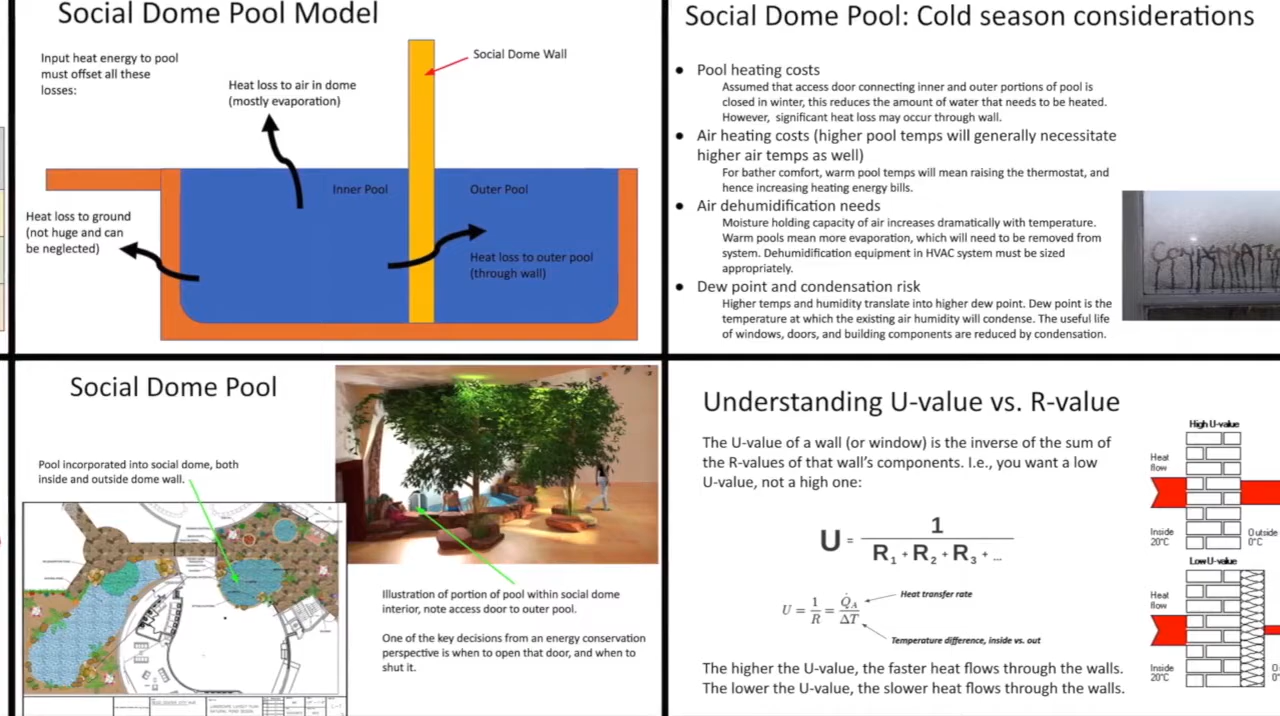 Social Dome Pool Model
Input heat energy to pool
must offset all these
losses:
Heat loss to air in dome
(mostly evaporation)
Social Dome Wall
Inner Pool
Outer Pool
Heat loss to ground
(not huge and can
be neglected)
Heat loss to outer pool
(through wall)
Social Dome Pool: Cold season considerations
● Pool heating costs
Assumed that access door connecting inner and outer portions of pool is
closed in winter, this reduces the amount of water that needs to be heated.
However, significant heat loss may occur through wall.
● Air heating costs (higher pool temps will generally necessitate
higher air temps as well)
For bather comfort, warm pool temps will mean raising the thermostat, and
hence increasing heating energy bills.
● Air dehumidification needs
Moisture holding capacity of air increases dramatically with temperature.
Warm pools mean more evaporation, which will need to be removed from
system. Dehumidification equipment in HVAC system must be sized
appropriately.
● Dew point and condensation risk
Higher temps and humidity translate into higher dew point. Dew point is the
temperature at which the existing air humidity will condense. The useful life
of windows, doors, and building components are reduced by condensation.
Social Dome Pool
Pool incorporated into social dome, both
inside and outside dome wall.
Illustration of portion of pool within social dome
interior, note access door to outer pool.
One of the key decisions from an energy conservation
perspective is when to open that door, and when to
shut it.
Understanding U-value vs. R-value
The U-value of a wall (or window) is the inverse of the sum of
the R-values of that wall's components. I.e., you want a low
U-value, not a high one:
U = 1 / R₁ + R₂ + R₃ + ...
U = 1/R = Q̇_A/ΔT
Heat transfer rate
Temperature difference, inside vs. out
The higher the U-value, the faster heat flows through the walls.
The lower the U-value, the slower heat flows through the walls.
High U-value
Heat
flow
Inside
20°C
Outside
0°C
Low U-value
Heat
flow
Inside
20°C